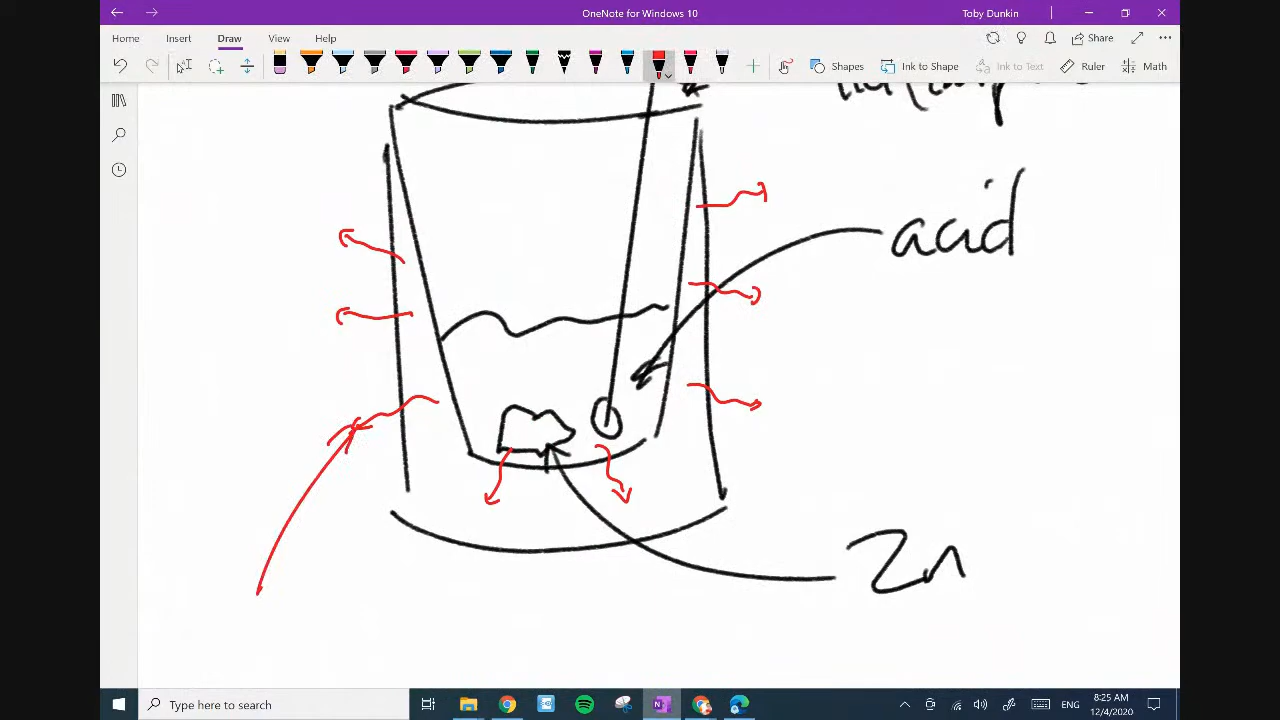 OneNote for Windows 10
Toby Dunkin
Home Insert Draw View Help
Share
Shapes
Ink to Shape
Ink to Text
Ruler
Math
acid
Zn
Type here to search
ENG
8:25 AM
12/4/2020